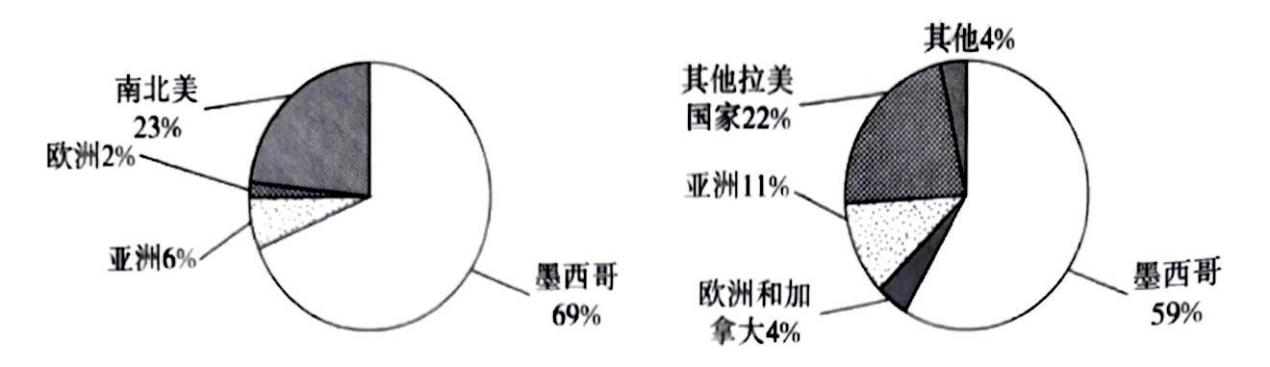 南北美
23%
欧洲2%
亚洲6%
墨西哥
69%
其他4%
其他拉美
国家22%
亚洲11%
欧洲和加
拿大4%
墨西哥
59%